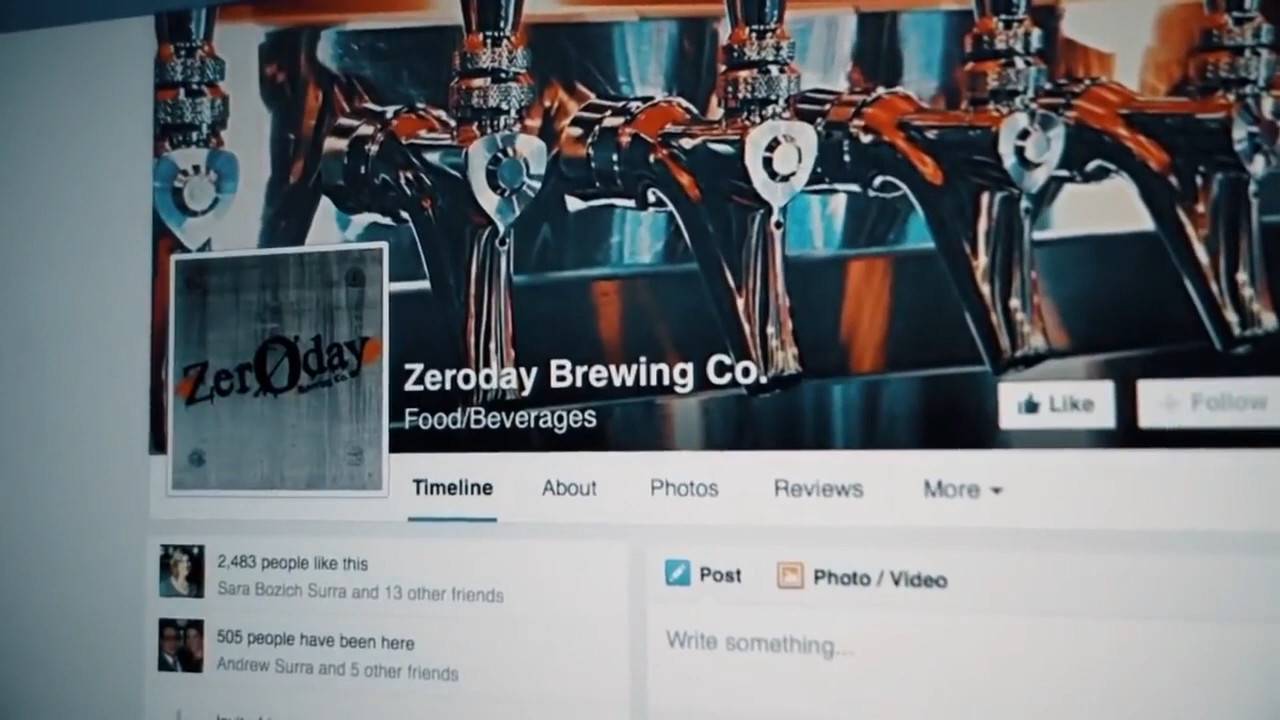 ZerØday
Zeroday Brewing Co.
Food/Beverages
Like
Follow
Timeline
About
Photos
Reviews
More
2,483 people like this
Sara Bozich Surra and 13 other friends
505 people have been here
Andrew Surra and 5 other friends
Post
Photo / Video
Write something...